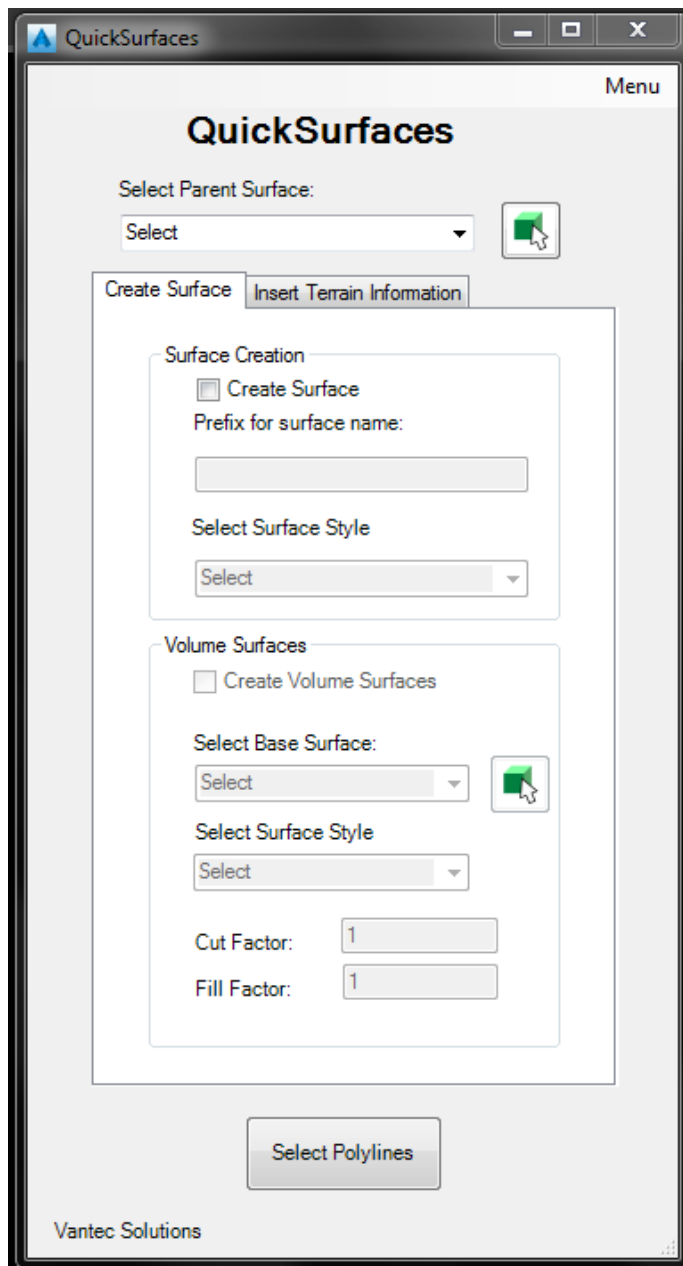 QuickSurfaces
Menu
QuickSurfaces
Select Parent Surface:
Select
Create Surface
Insert Terrain Information
Surface Creation
Create Surface
Prefix for surface name:
Select Surface Style
Select
Volume Surfaces
Create Volume Surfaces
Select Base Surface:
Select
Select Surface Style
Select
Cut Factor: 1
Fill Factor: 1
Select Polylines
Vantec Solutions